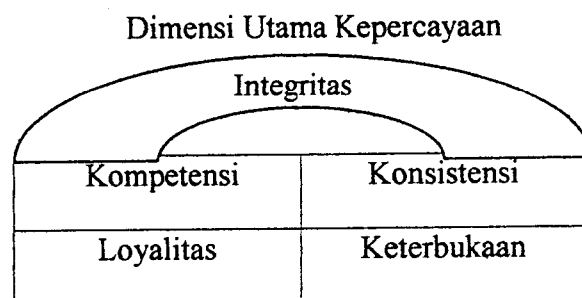 Dimensi Utama Kepercayaan
Integritas
Kompetensi Konsistensi
Loyalitas Keterbukaan